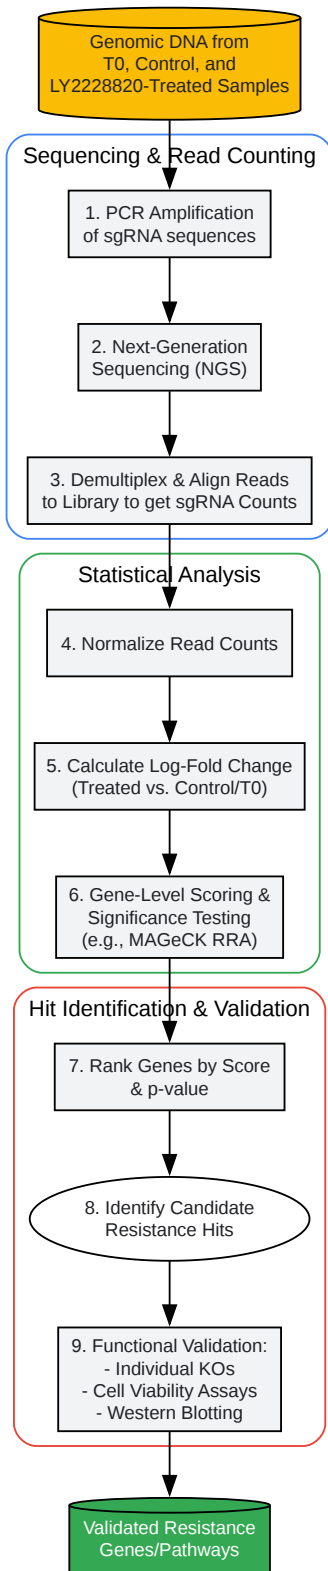 Genomic DNA from
T0, Control, and
LY2228820-Treated Samples
Sequencing & Read Counting
1. PCR Amplification
of sgRNA sequences
2. Next-Generation
Sequencing (NGS)
3. Demultiplex & Align Reads
to Library to get sgRNA Counts
Statistical Analysis
4. Normalize Read Counts
5. Calculate Log-Fold Change
(Treated vs. Control/T0)
6. Gene-Level Scoring &
Significance Testing
(e.g., MAGeCK RRA)
Hit Identification & Validation
7. Rank Genes by Score
& p-value
8. Identify Candidate
Resistance Hits
9. Functional Validation:
- Individual KOs
- Cell Viability Assays
- Western Blotting
Validated Resistance
Genes/Pathways